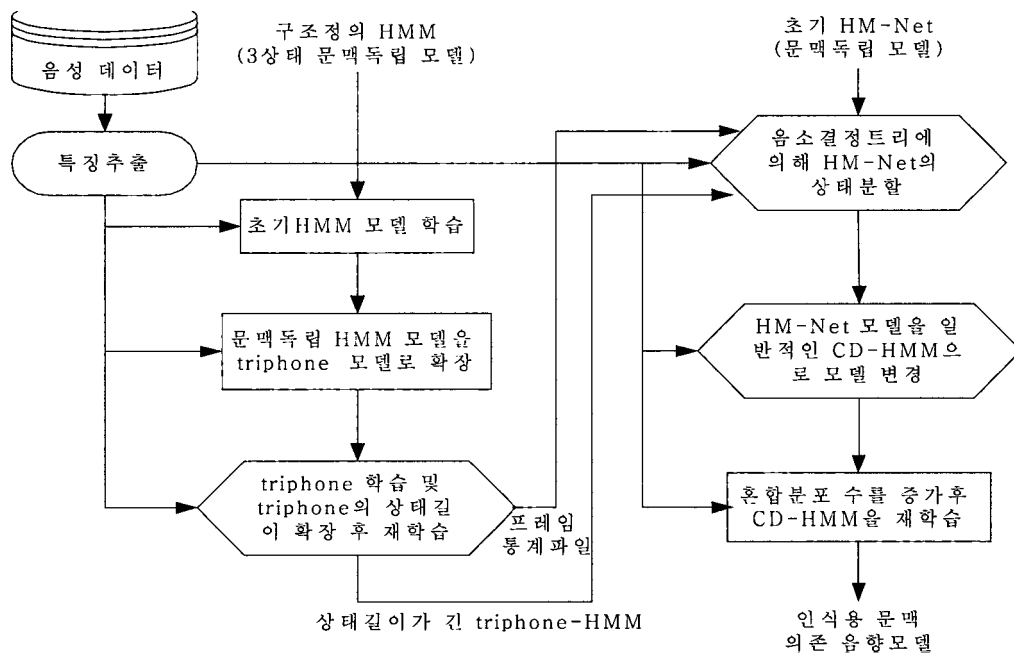 음성 데이터
특징추출
구조정의 HMM
(3상태 문맥독립 모델)
초기HMM 모델 학습
문맥독립 HMM 모델을
triphone 모델로 확장
triphone 학습 및
triphone의 상태길
이 확장 후 재학습
프레임
통계파일
상태길이가 긴 triphone-HMM
초기 HM-Net
(문맥독립 모델)
음소결정트리에
의해 HM-Net의
상태분할
HM-Net 모델을 일
반적인 CD-HMM으
로 모델 변경
혼합분포 수를 증가후
CD-HMM을 재학습
인식용 문맥
의존 음향모델